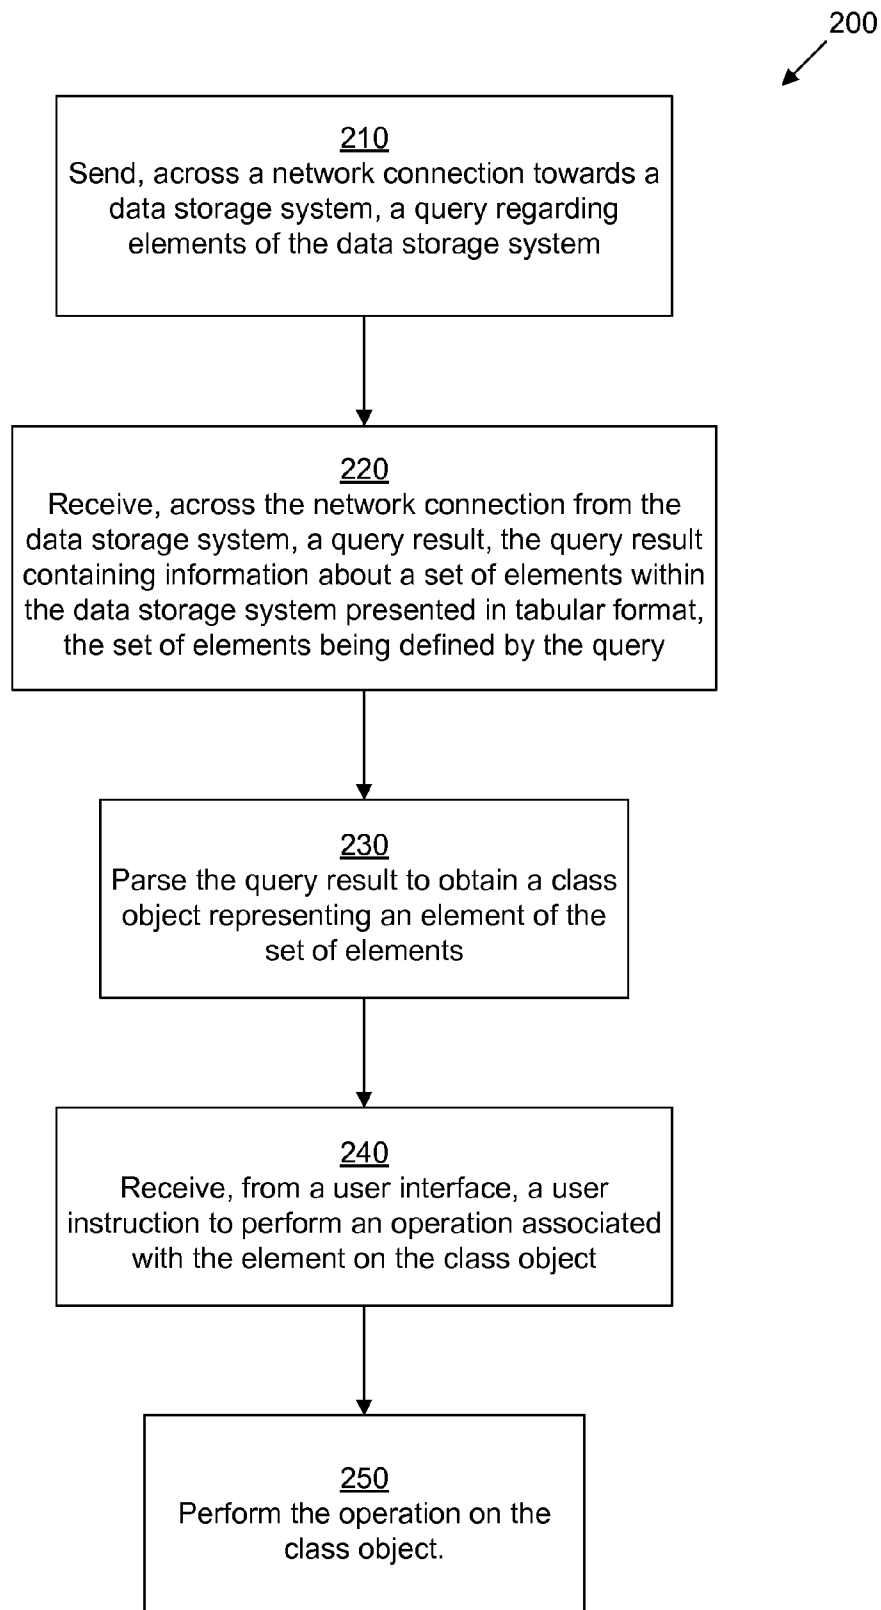 200
210
Send, across a network connection towards a
data storage system, a query regarding
elements of the data storage system
220
Receive, across the network connection from the
data storage system, a query result, the query result
containing information about a set of elements within
the data storage system presented in tabular format,
the set of elements being defined by the query
230
Parse the query result to obtain a class
object representing an element of the
set of elements
240
Receive, from a user interface, a user
instruction to perform an operation associated
with the element on the class object
250
Perform the operation on the
class object.